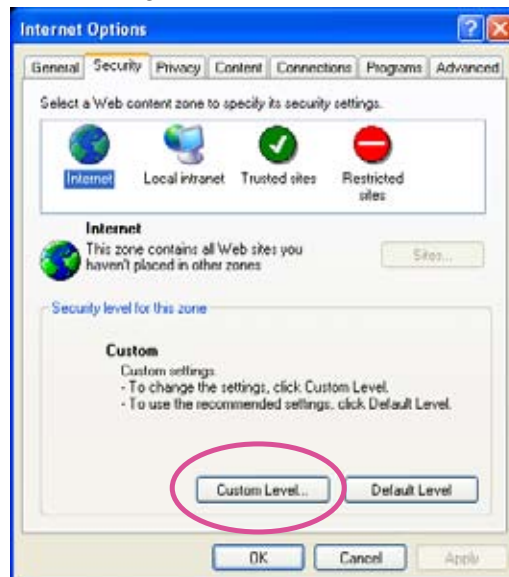 Internet Options
General Security Privacy Content Connections Programs Advanced
Select a Web content zone to specify its security settings.
Internet Local intranet Trusted sites Restricted
sites
Internet
This zone contains all Web sites you
haven't placed in other zones
Sites...
Security level for this zone
Custom
Custom settings.
- To change the settings, click Custom Level.
- To use the recommended settings, click Default Level.
Custom Level... Default Level
OK Cancel Apply